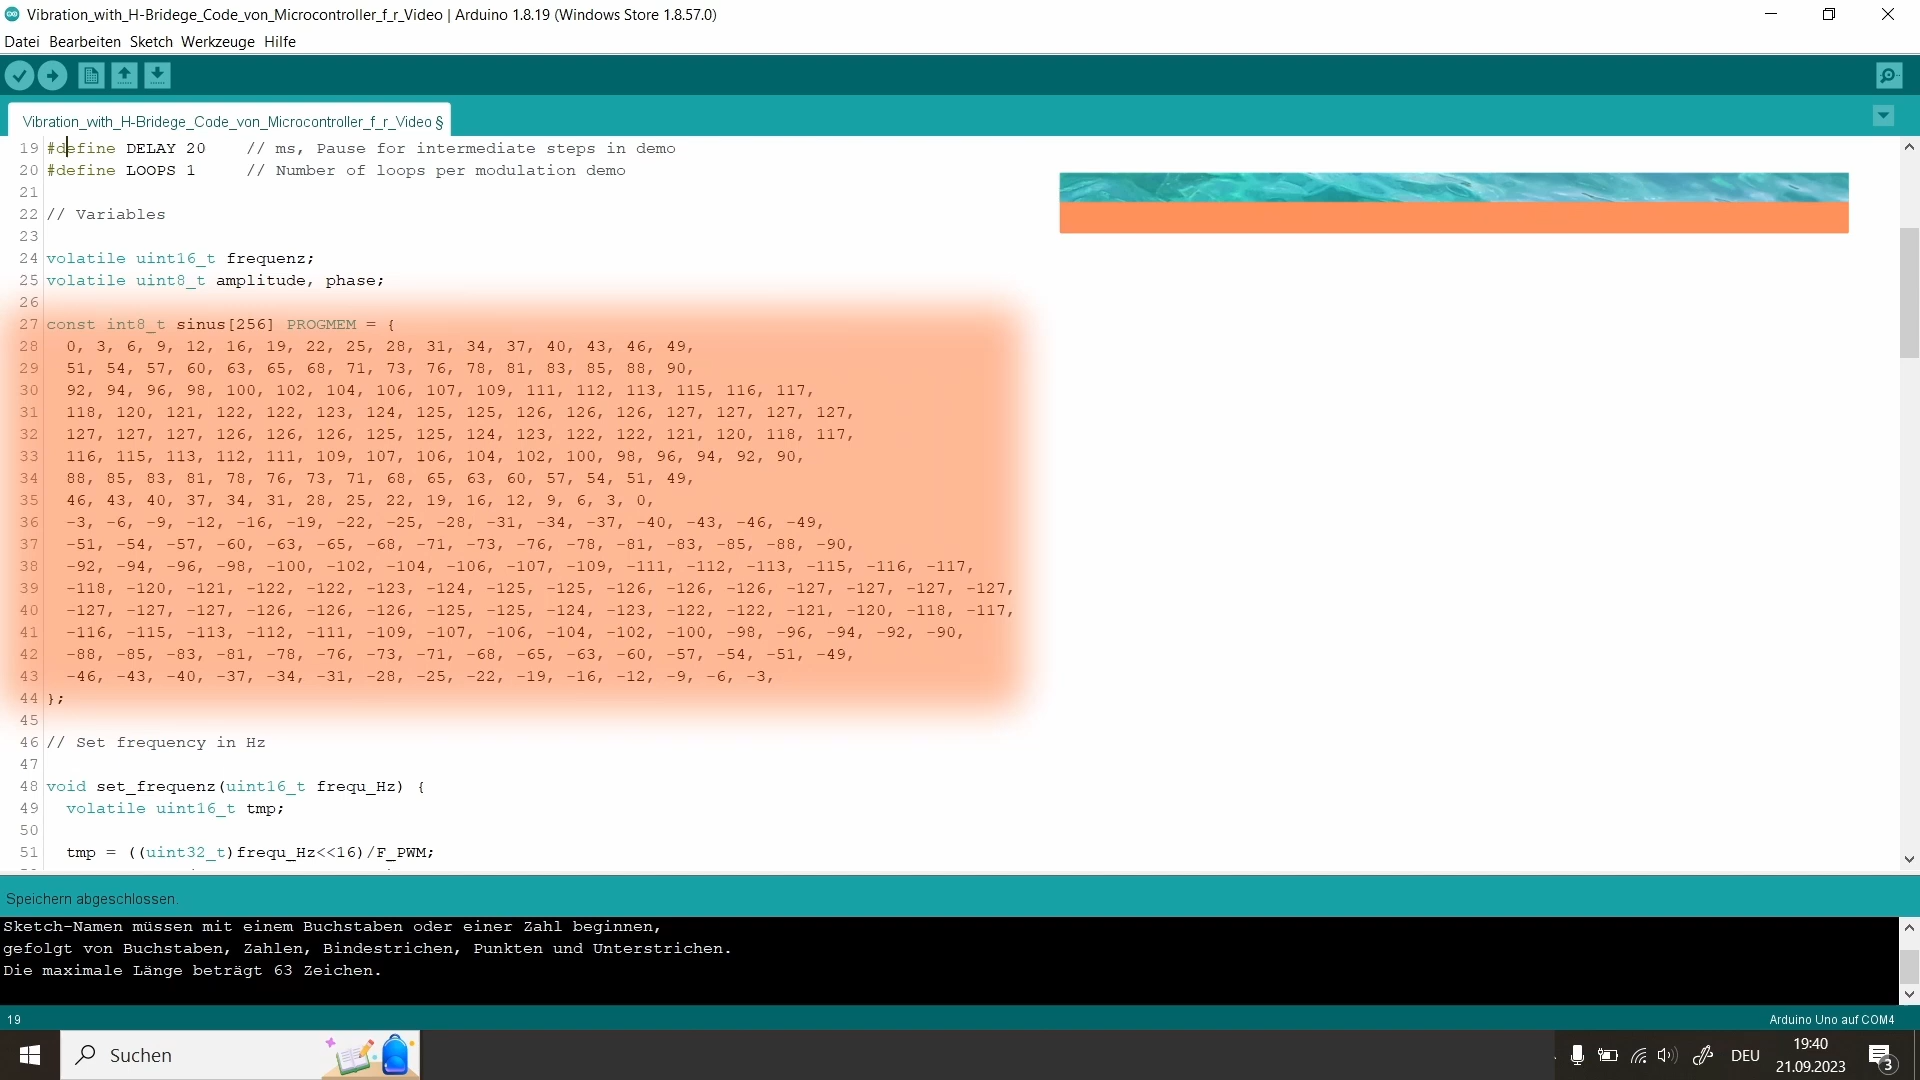 Vibration_with_H-Bridege_Code_von_Microcontroller_f_r_Video | Arduino 1.8.19 (Windows Store 1.8.57.0)
Datei Bearbeiten Sketch Werkzeuge Hilfe
Vibration_with_H-Bridege_Code_von_Microcontroller_f_r_Video §
19 #define DELAY 20 // ms, Pause for intermediate steps in demo
20 #define LOOPS 1 // Number of loops per modulation demo
21
22 // Variables
23
24 volatile uint16_t frequenz;
25 volatile uint8_t amplitude, phase;
26
27 const int8_t sinus[256] PROGMEM = {
28 0, 3, 6, 9, 12, 16, 19, 22, 25, 28, 31, 34, 37, 40, 43, 46, 49,
29 51, 54, 57, 60, 63, 65, 68, 71, 73, 76, 78, 81, 83, 85, 88, 90,
30 92, 94, 96, 98, 100, 102, 104, 106, 107, 109, 111, 112, 113, 115, 116, 117,
31 118, 120, 121, 122, 122, 123, 124, 125, 125, 126, 126, 126, 127, 127, 127, 127,
32 127, 127, 127, 126, 126, 126, 125, 125, 124, 123, 122, 122, 121, 120, 118, 117,
33 116, 115, 113, 112, 111, 109, 107, 106, 104, 102, 100, 98, 96, 94, 92, 90,
34 88, 85, 83, 81, 78, 76, 73, 71, 68, 65, 63, 60, 57, 54, 51, 49,
35 46, 43, 40, 37, 34, 31, 28, 25, 22, 19, 16, 12, 9, 6, 3, 0,
36 -3, -6, -9, -12, -16, -19, -22, -25, -28, -31, -34, -37, -40, -43, -46, -49,
37 -51, -54, -57, -60, -63, -65, -68, -71, -73, -76, -78, -81, -83, -85, -88, -90,
38 -92, -94, -96, -98, -100, -102, -104, -106, -107, -109, -111, -112, -113, -115, -116, -117,
39 -118, -120, -121, -122, -122, -123, -124, -125, -125, -126, -126, -126, -127, -127, -127, -127,
40 -127, -127, -127, -126, -126, -126, -125, -125, -124, -123, -122, -122, -121, -120, -118, -117,
41 -116, -115, -113, -112, -111, -109, -107, -106, -104, -102, -100, -98, -96, -94, -92, -90,
42 -88, -85, -83, -81, -78, -76, -73, -71, -68, -65, -63, -60, -57, -54, -51, -49,
43 -46, -43, -40, -37, -34, -31, -28, -25, -22, -19, -16, -12, -9, -6, -3,
44 };
45
46 // Set frequency in Hz
47
48 void set_frequenz(uint16_t frequ_Hz) {
49 volatile uint16_t tmp;
50
51 tmp = ((uint32_t)frequ_Hz<<16)/F_PWM;
Speichern abgeschlossen.
Sketch-Namen müssen mit einem Buchstaben oder einer Zahl beginnen,
gefolgt von Buchstaben, Zahlen, Bindestrichen, Punkten und Unterstrichen.
Die maximale Länge beträgt 63 Zeichen.
19
Arduino Uno auf COM4
Suchen
DEU
19:40
21.09.2023
3